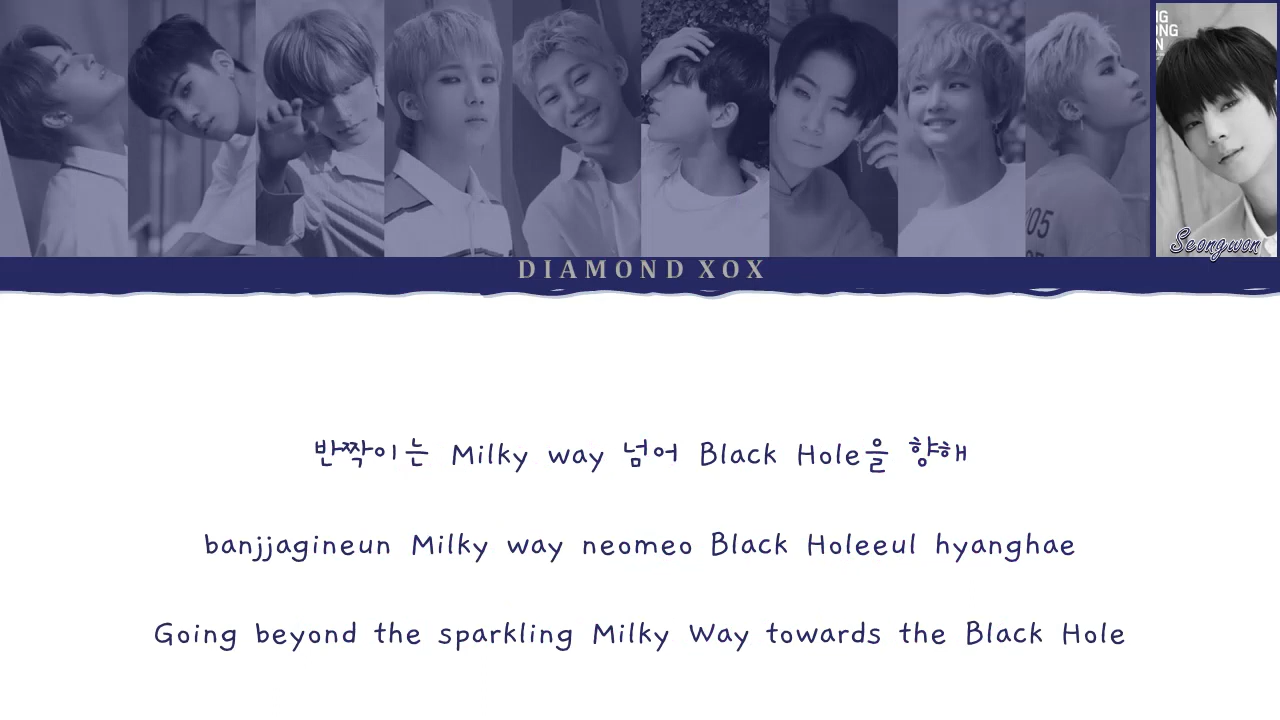 Seongwon
DIAMOND XOX
반짝이는 Milky way 넘어 Black Hole을 향해
banjjagineun Milky way neomeo Black Holeeul hyanghae
Going beyond the sparkling Milky Way towards the Black Hole